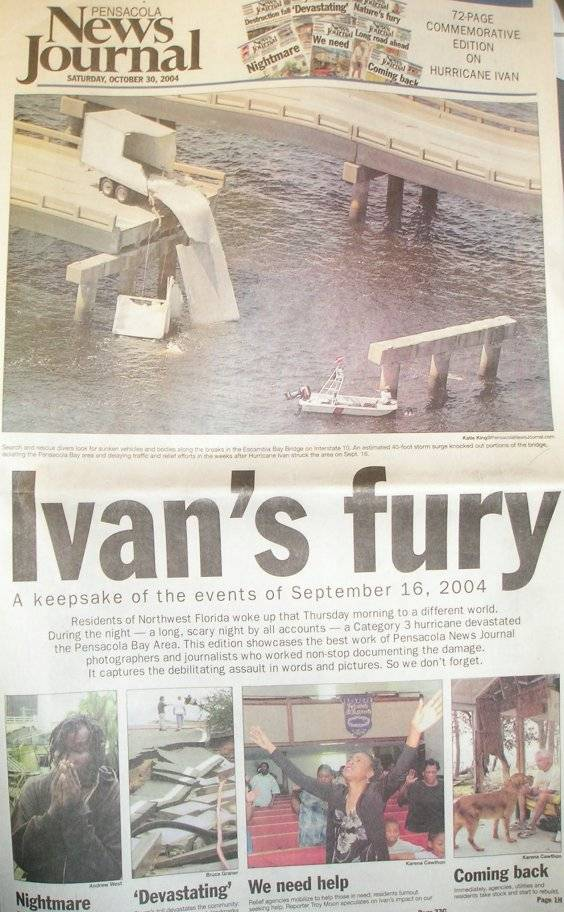 PENSACOLA
News
Journal
SATURDAY, OCTOBER 30, 2004
Destruction
'Devastating'
Nature's fury
Nightmare
We need
Long road ahead
Coming back
72-PAGE
COMMEMORATIVE
EDITION
ON
HURRICANE IVAN
Katie King/PensacolaNewsJournal.com
Search and rescue divers look for sunken vehicles and bodies along the breaks in the Escambia Bay Bridge on Interstate 10. An estimated 40-foot storm surge knocked out portions of the bridge,
isolating the Pensacola Bay area and delaying traffic and relief efforts in the weeks after Hurricane Ivan struck the area on Sept. 16.
Ivan's fury
A keepsake of the events of September 16, 2004
Residents of Northwest Florida woke up that Thursday morning to a different world.
During the night — a long, scary night by all accounts — a Category 3 hurricane devastated
the Pensacola Bay Area. This edition showcases the best work of Pensacola News Journal
photographers and journalists who worked non-stop documenting the damage.
It captures the debilitating assault in words and pictures. So we don't forget.
Andrew West
Bruce Graner
Karena Cawthon
Karena Cawthon
Nightmare
'Devastating'
devastates the community.
We need help
Relief agencies mobilize to help those in need; residents turnout
seeking help. Reporter Troy Moon speculates on Ivan's impact on our
Coming back
Immediately, agencies, utilities and
residents take stock and start to rebuild.
Page 1H